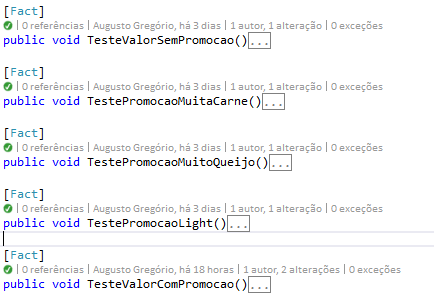 [Fact]
| 0 referências | Augusto Gregório, há 3 dias | 1 autor, 1 alteração | 0 exceções
public void TesteValorSemPromocao()...
[Fact]
| 0 referências | Augusto Gregório, há 3 dias | 1 autor, 1 alteração | 0 exceções
public void TestePromocaoMuitaCarne()...
[Fact]
| 0 referências | Augusto Gregório, há 3 dias | 1 autor, 1 alteração | 0 exceções
public void TestePromocaoMuitoQueijo()...
[Fact]
| 0 referências | Augusto Gregório, há 3 dias | 1 autor, 1 alteração | 0 exceções
public void TestePromocaoLight()...
[Fact]
| 0 referências | Augusto Gregório, há 18 horas | 1 autor, 2 alterações | 0 exceções
public void TesteValorComPromocao()...